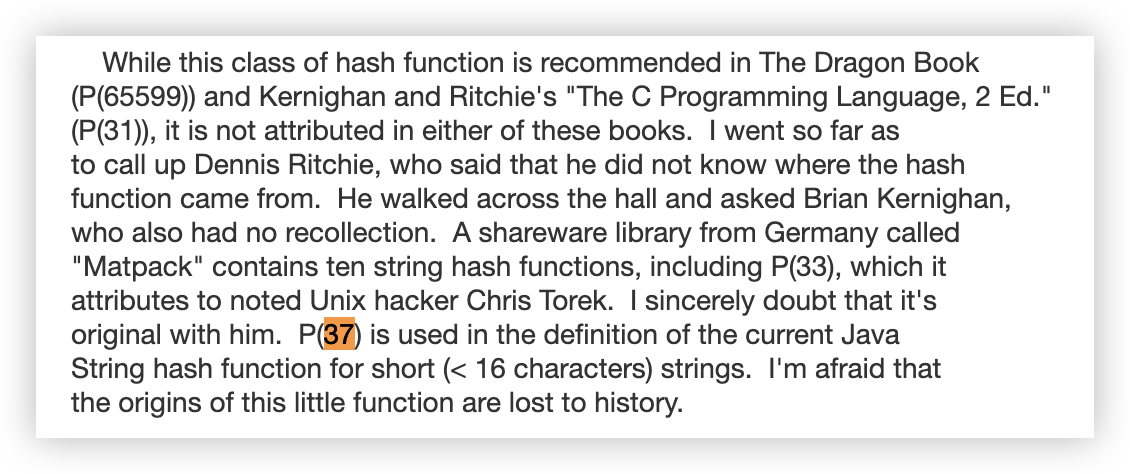 While this class of hash function is recommended in The Dragon Book
(P(65599)) and Kernighan and Ritchie's "The C Programming Language, 2 Ed."
(P(31)), it is not attributed in either of these books.  I went so far as
to call up Dennis Ritchie, who said that he did not know where the hash
function came from.  He walked across the hall and asked Brian Kernighan,
who also had no recollection.  A shareware library from Germany called
"Matpack" contains ten string hash functions, including P(33), which it
attributes to noted Unix hacker Chris Torek.  I sincerely doubt that it's
original with him.  P(37) is used in the definition of the current Java
String hash function for short (< 16 characters) strings.  I'm afraid that
the origins of this little function are lost to history.